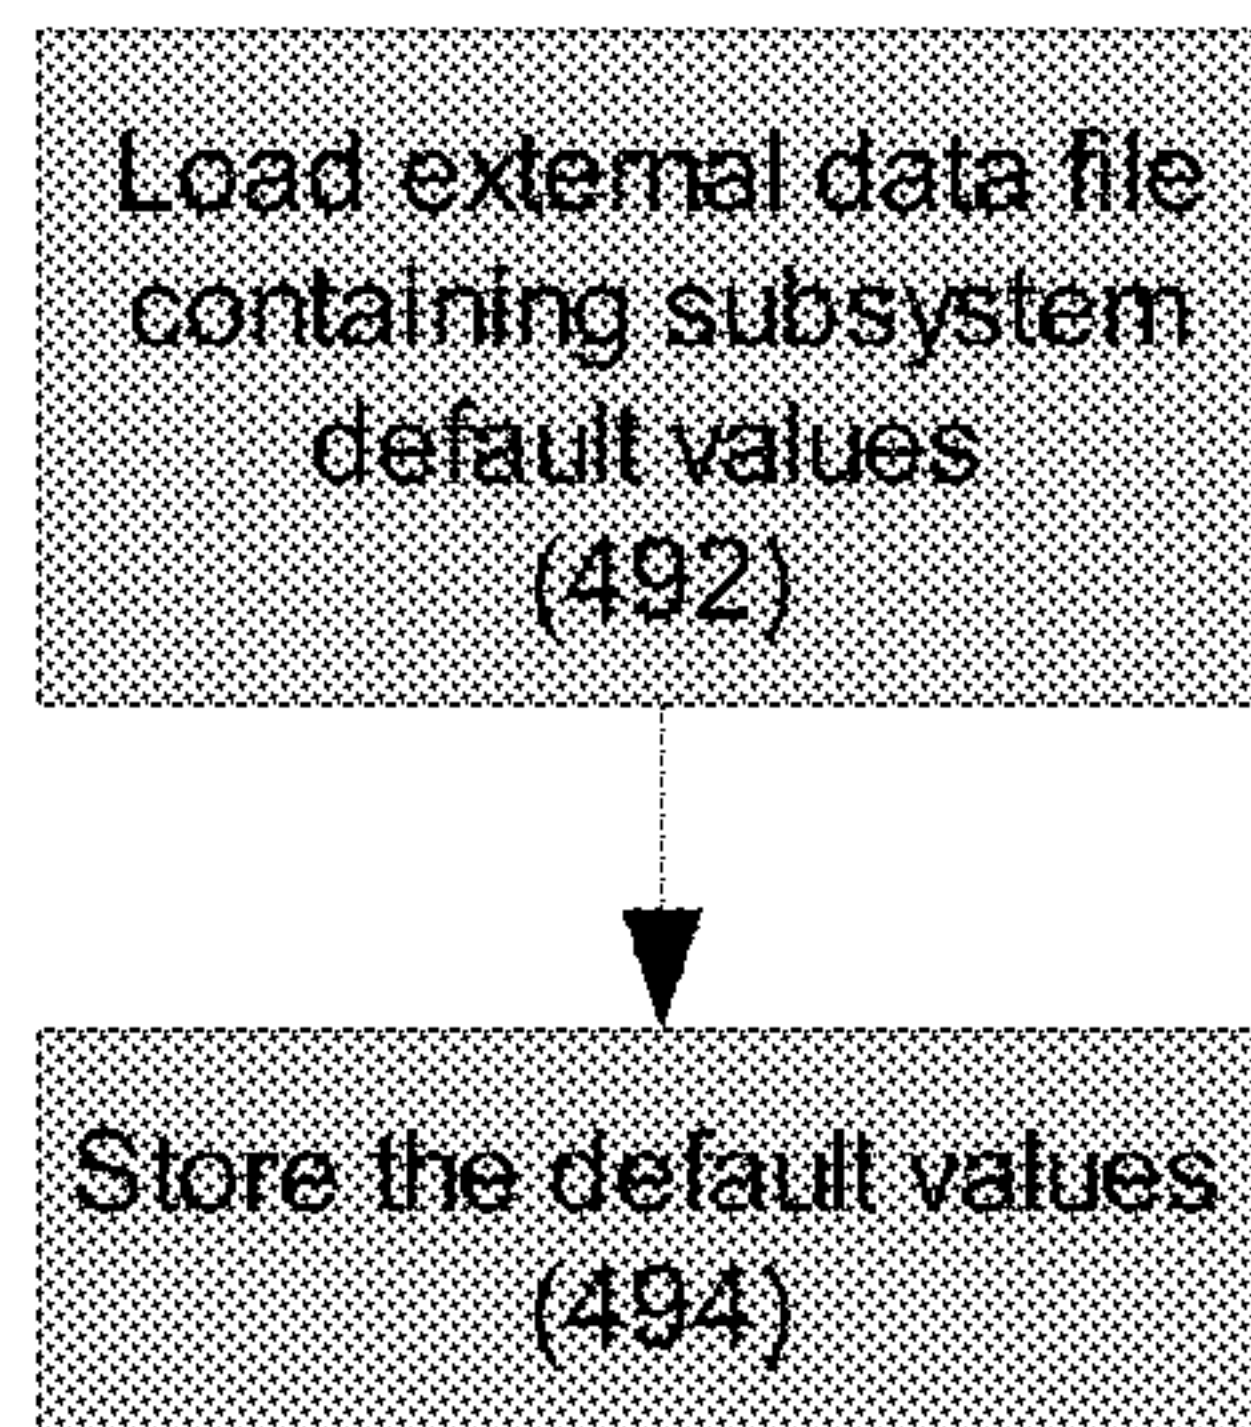 Load external data file
containing subsystem
default values
(492)
Store the default values
(494)